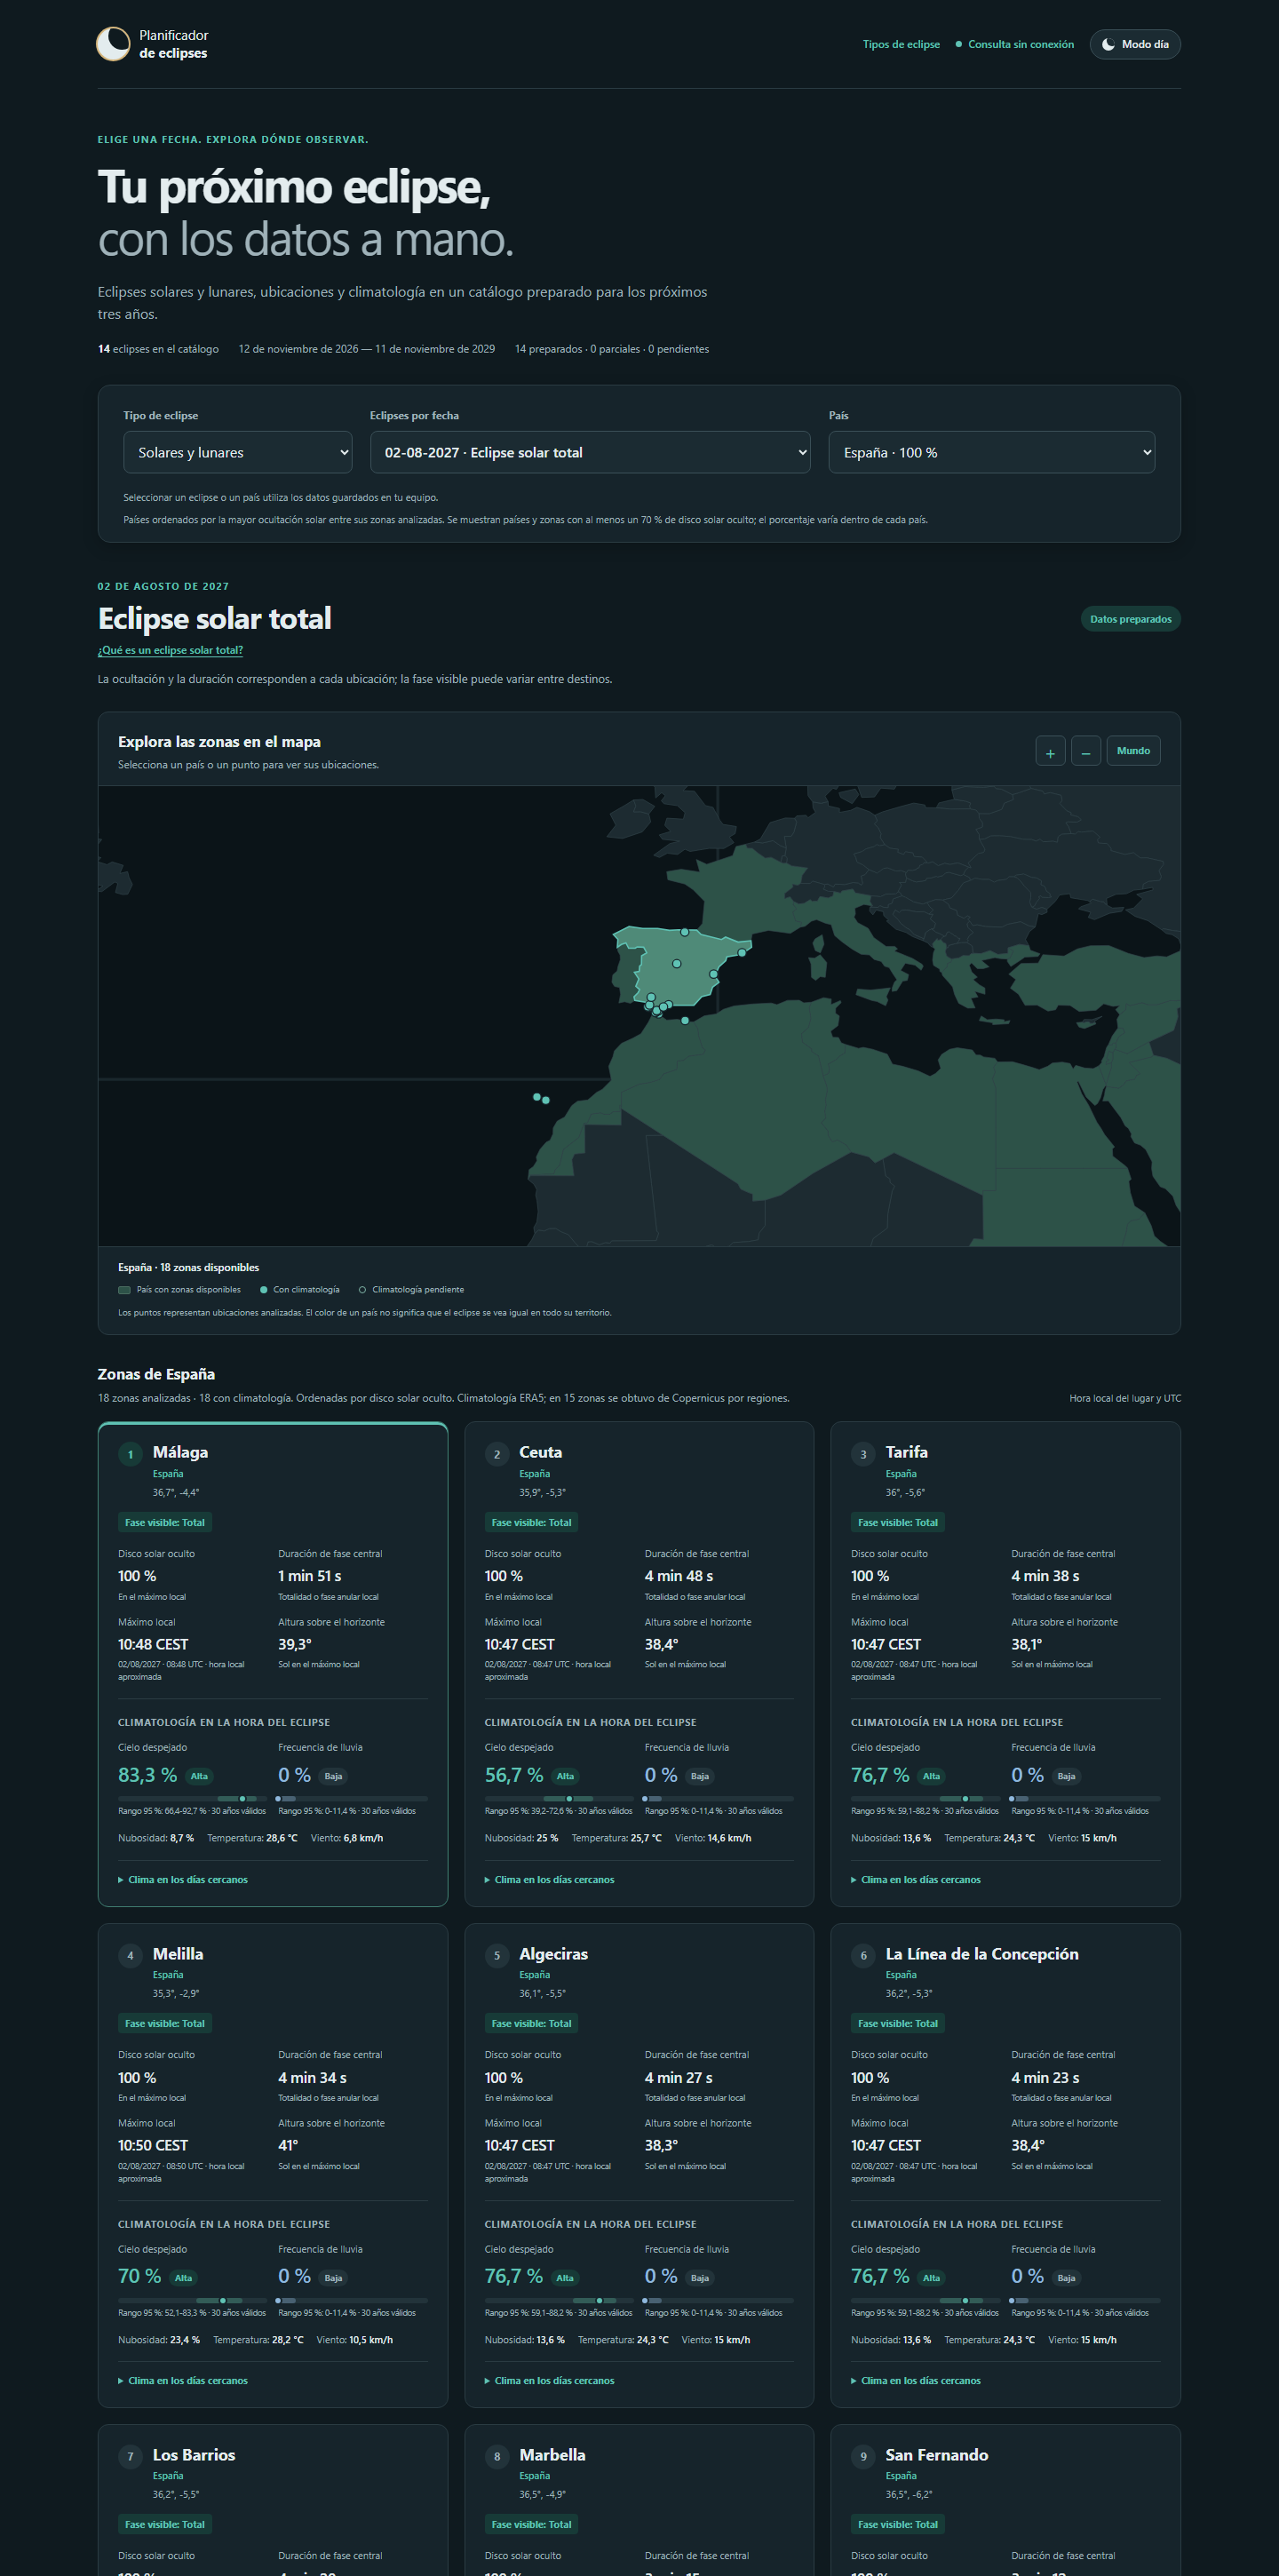 Planificador
de eclipses
Tipos de eclipse
Consulta sin conexión
Modo día
ELIGE UNA FECHA. EXPLORA DÓNDE OBSERVAR.
Tu próximo eclipse,
con los datos a mano.
Eclipses solares y lunares, ubicaciones y climatología en un catálogo preparado para los próximos
tres años.
14 eclipses en el catálogo 12 de noviembre de 2026 — 11 de noviembre de 2029 14 preparados · 0 parciales · 0 pendientes
Tipo de eclipse Eclipses por fecha País
Solares y lunares 02-08-2027 · Eclipse solar total España · 100 %
Seleccionar un eclipse o un país utiliza los datos guardados en tu equipo.
Países ordenados por la mayor ocultación solar entre sus zonas analizadas. Se muestran países y zonas con al menos un 70 % de disco solar oculto; el porcentaje varía dentro de cada país.
02 DE AGOSTO DE 2027
Eclipse solar total
Datos preparados
¿Qué es un eclipse solar total?
La ocultación y la duración corresponden a cada ubicación; la fase visible puede variar entre destinos.
Explora las zonas en el mapa
Selecciona un país o un punto para ver sus ubicaciones.
+ − Mundo
España · 18 zonas disponibles
País con zonas disponibles Con climatología Climatología pendiente
Los puntos representan ubicaciones analizadas. El color de un país no significa que el eclipse se vea igual en todo su territorio.
Zonas de España
18 zonas analizadas · 18 con climatología. Ordenadas por disco solar oculto. Climatología ERA5; en 15 zonas se obtuvo de Copernicus por regiones.
Hora local del lugar y UTC
1 Málaga
España
36,7°, -4,4°
Fase visible: Total
Disco solar oculto Duración de fase central
100 % 1 min 51 s
En el máximo local Totalidad o fase anular local
Máximo local Altura sobre el horizonte
10:48 CEST 39,3°
02/08/2027 · 08:48 UTC · hora local Sol en el máximo local
aproximada
CLIMATOLOGÍA EN LA HORA DEL ECLIPSE
Cielo despejado Frecuencia de lluvia
83,3 % Alta 0 % Baja
Rango 95 %: 66,4-92,7 % · 30 años válidos Rango 95 %: 0-11,4 % · 30 años válidos
Nubosidad: 8,7 % Temperatura: 28,6 °C Viento: 6,8 km/h
Clima en los días cercanos
2 Ceuta
España
35,9°, -5,3°
Fase visible: Total
Disco solar oculto Duración de fase central
100 % 4 min 48 s
En el máximo local Totalidad o fase anular local
Máximo local Altura sobre el horizonte
10:47 CEST 38,4°
02/08/2027 · 08:47 UTC · hora local Sol en el máximo local
aproximada
CLIMATOLOGÍA EN LA HORA DEL ECLIPSE
Cielo despejado Frecuencia de lluvia
56,7 % Alta 0 % Baja
Rango 95 %: 39,2-72,6 % · 30 años válidos Rango 95 %: 0-11,4 % · 30 años válidos
Nubosidad: 25 % Temperatura: 25,7 °C Viento: 14,6 km/h
Clima en los días cercanos
3 Tarifa
España
36°, -5,6°
Fase visible: Total
Disco solar oculto Duración de fase central
100 % 4 min 38 s
En el máximo local Totalidad o fase anular local
Máximo local Altura sobre el horizonte
10:47 CEST 38,1°
02/08/2027 · 08:47 UTC · hora local Sol en el máximo local
aproximada
CLIMATOLOGÍA EN LA HORA DEL ECLIPSE
Cielo despejado Frecuencia de lluvia
76,7 % Alta 0 % Baja
Rango 95 %: 59,1-88,2 % · 30 años válidos Rango 95 %: 0-11,4 % · 30 años válidos
Nubosidad: 13,6 % Temperatura: 24,3 °C Viento: 15 km/h
Clima en los días cercanos
4 Melilla
España
35,3°, -2,9°
Fase visible: Total
Disco solar oculto Duración de fase central
100 % 4 min 34 s
En el máximo local Totalidad o fase anular local
Máximo local Altura sobre el horizonte
10:50 CEST 41°
02/08/2027 · 08:50 UTC · hora local Sol en el máximo local
aproximada
CLIMATOLOGÍA EN LA HORA DEL ECLIPSE
Cielo despejado Frecuencia de lluvia
70 % Alta 0 % Baja
Rango 95 %: 52,1-83,3 % · 30 años válidos Rango 95 %: 0-11,4 % · 30 años válidos
Nubosidad: 23,4 % Temperatura: 28,2 °C Viento: 10,5 km/h
Clima en los días cercanos
5 Algeciras
España
36,1°, -5,5°
Fase visible: Total
Disco solar oculto Duración de fase central
100 % 4 min 27 s
En el máximo local Totalidad o fase anular local
Máximo local Altura sobre el horizonte
10:47 CEST 38,3°
02/08/2027 · 08:47 UTC · hora local Sol en el máximo local
aproximada
CLIMATOLOGÍA EN LA HORA DEL ECLIPSE
Cielo despejado Frecuencia de lluvia
76,7 % Alta 0 % Baja
Rango 95 %: 59,1-88,2 % · 30 años válidos Rango 95 %: 0-11,4 % · 30 años válidos
Nubosidad: 13,6 % Temperatura: 24,3 °C Viento: 15 km/h
Clima en los días cercanos
6 La Línea de la Concepción
España
36,2°, -5,3°
Fase visible: Total
Disco solar oculto Duración de fase central
100 % 4 min 23 s
En el máximo local Totalidad o fase anular local
Máximo local Altura sobre el horizonte
10:47 CEST 38,4°
02/08/2027 · 08:47 UTC · hora local Sol en el máximo local
aproximada
CLIMATOLOGÍA EN LA HORA DEL ECLIPSE
Cielo despejado Frecuencia de lluvia
76,7 % Alta 0 % Baja
Rango 95 %: 59,1-88,2 % · 30 años válidos Rango 95 %: 0-11,4 % · 30 años válidos
Nubosidad: 13,6 % Temperatura: 24,3 °C Viento: 15 km/h
Clima en los días cercanos
7 Los Barrios
España
36,2°, -5,5°
Fase visible: Total
Disco solar oculto Duración de fase central
8 Marbella
España
36,5°, -4,9°
Fase visible: Total
Disco solar oculto Duración de fase central
9 San Fernando
España
36,5°, -6,2°
Fase visible: Total
Disco solar oculto Duración de fase central